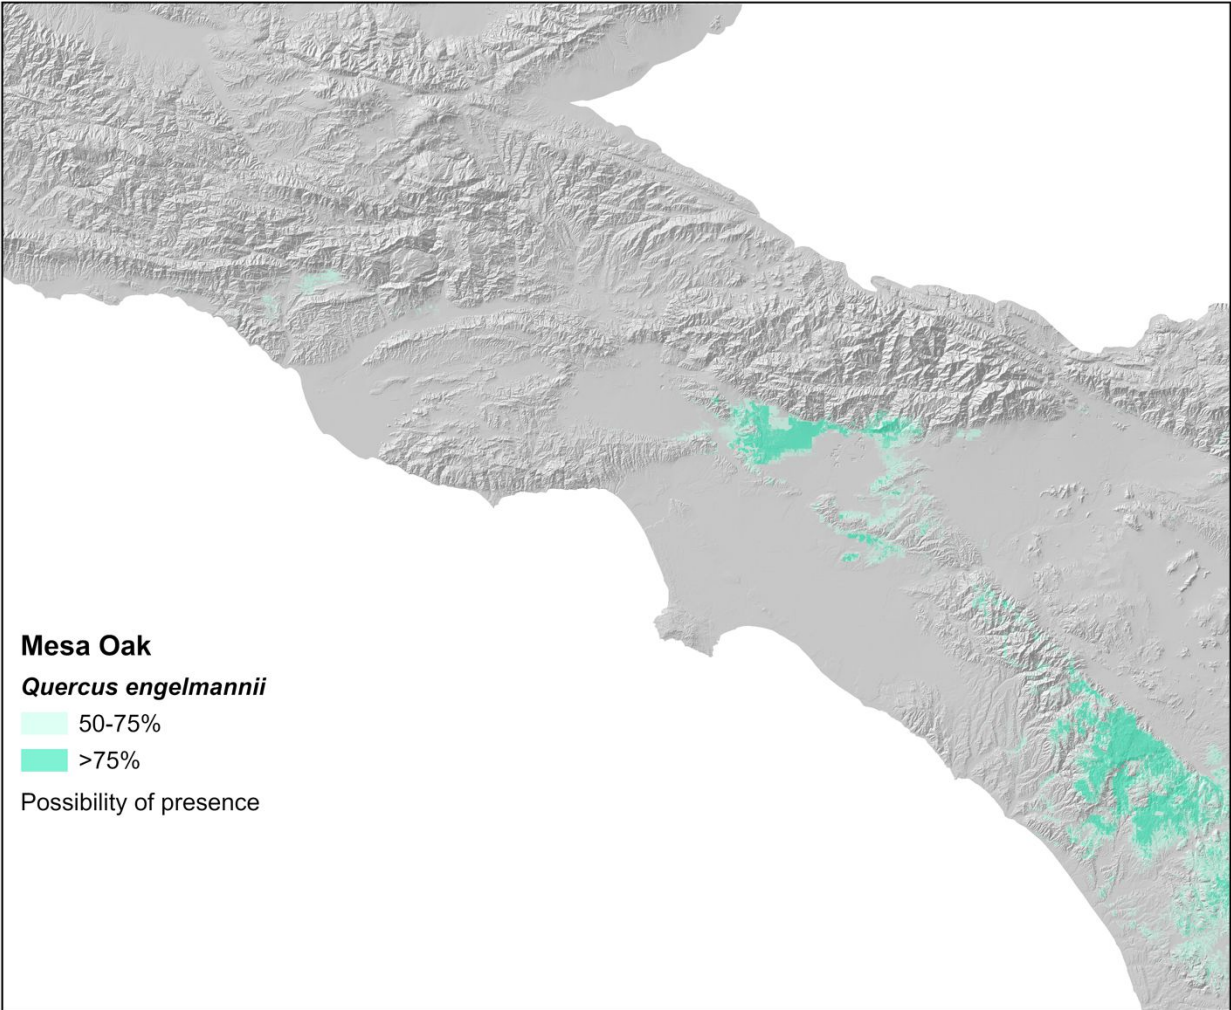 Mesa Oak
Quercus engelmannii
50-75%
>75%
Possibility of presence